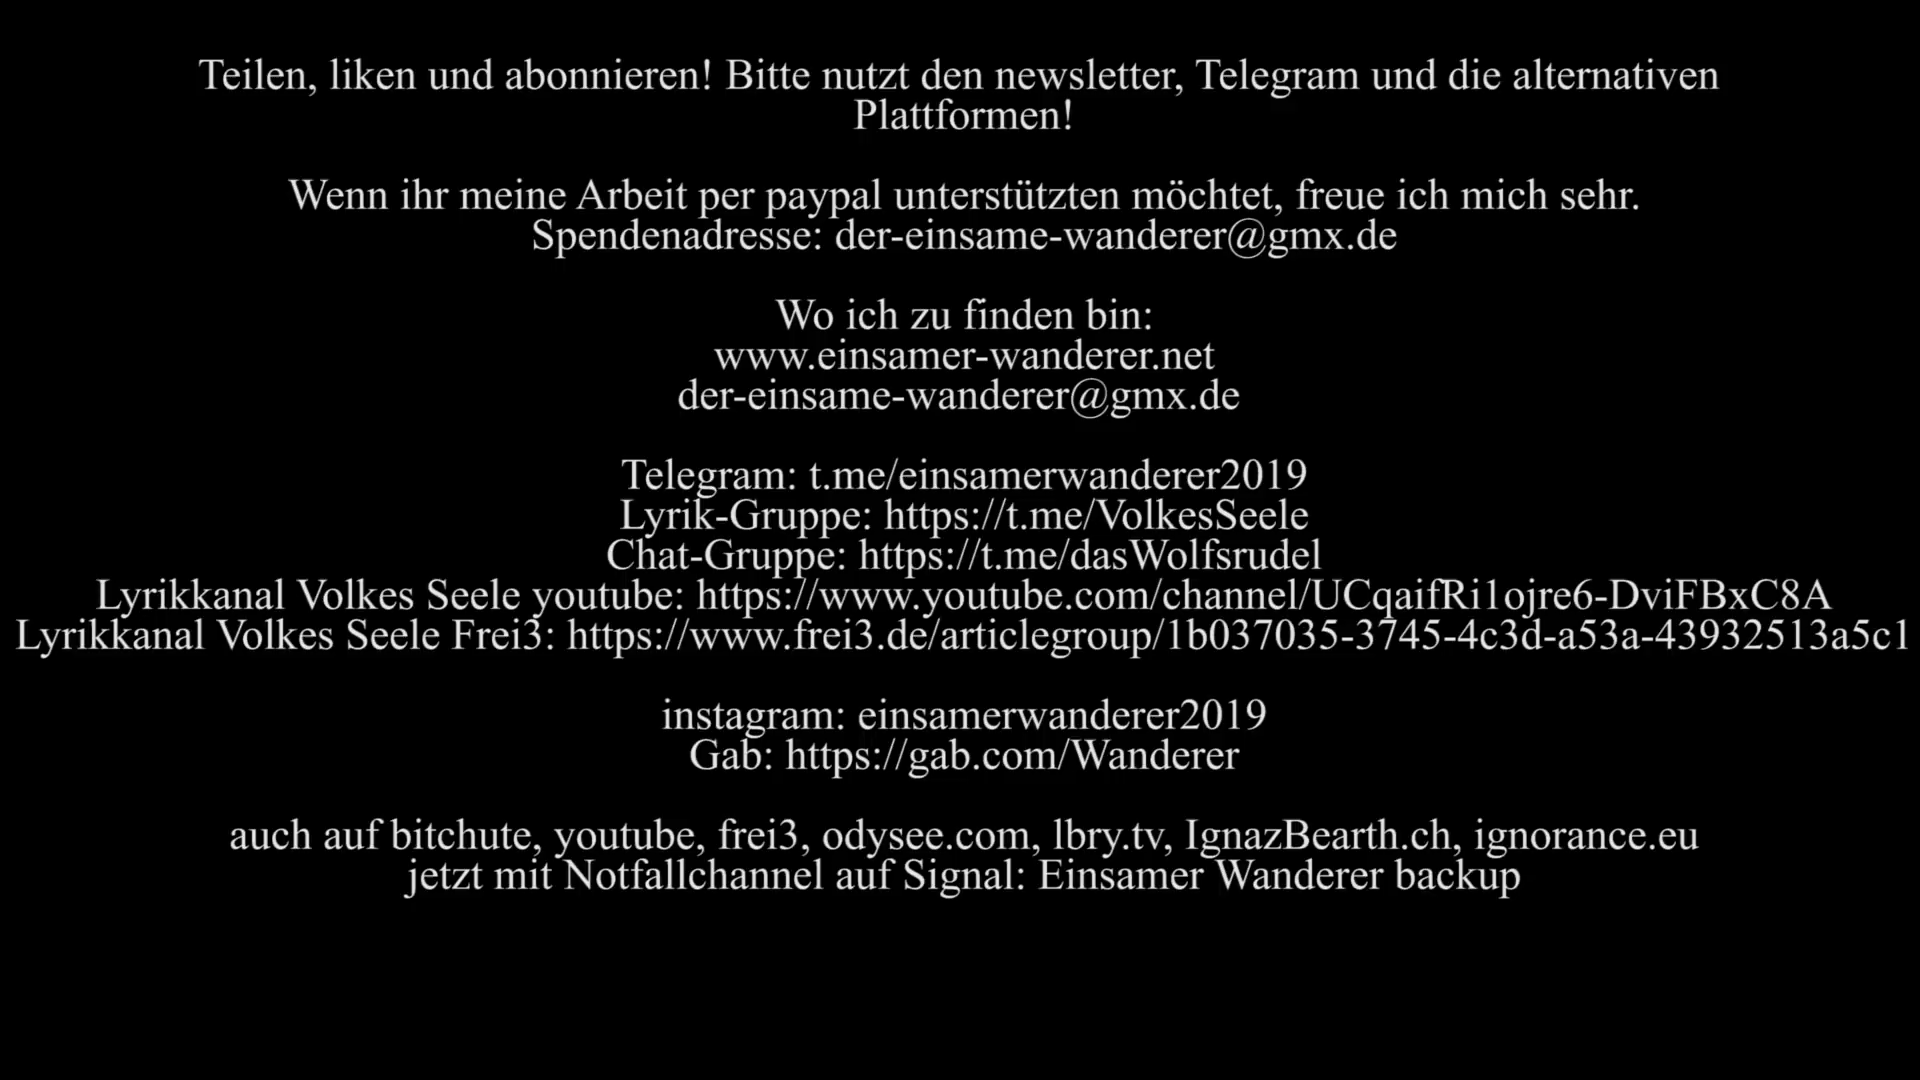 Teilen, liken und abonnieren! Bitte nutzt den newsletter, Telegram und die alternativen
Plattformen!
Wenn ihr meine Arbeit per paypal unterstützten möchtet, freue ich mich sehr.
Spendenadresse: der-einsame-wanderer@gmx.de
Wo ich zu finden bin:
www.einsamer-wanderer.net
der-einsame-wanderer@gmx.de
Telegram: t.me/einsamerwanderer2019
Lyrik-Gruppe: https://t.me/VolkesSeele
Chat-Gruppe: https://t.me/dasWolfsrudel
Lyrikkanal Volkes Seele youtube: https://www.youtube.com/channel/UCqaifRi1ojre6-DviFBxC8A
Lyrikkanal Volkes Seele Frei3: https://www.frei3.de/articlegroup/1b037035-3745-4c3d-a53a-43932513a5c1
instagram: einsamerwanderer2019
Gab: https://gab.com/Wanderer
auch auf bitchute, youtube, frei3, odysee.com, lbry.tv, IgnazBearth.ch, ignorance.eu
jetzt mit Notfallchannel auf Signal: Einsamer Wanderer backup